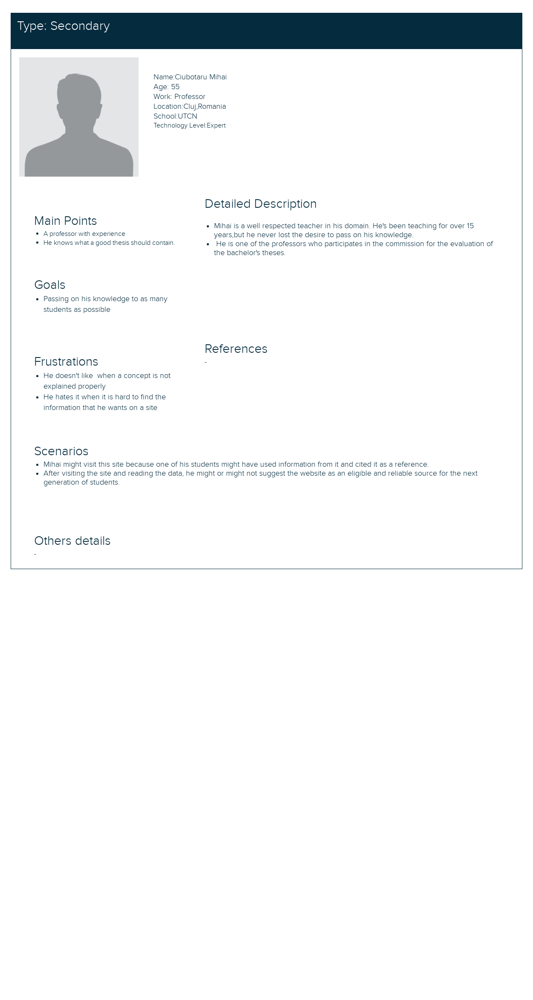 Type: Secondary
Name:Ciubotaru Mihai
Age: 55
Work: Professor
Location:Cluj,Romania
School:UTCN
Technology Level:Expert
Main Points
• A professor with experience
• He knows what a good thesis should contain.
Detailed Description
• Mihai is a well respected teacher in his domain. He's been teaching for over 15
years,but he never lost the desire to pass on his knowledge.
• He is one of the professors who participates in the commission for the evaluation of
the bachelor's theses.
Goals
• Passing on his knowledge to as many
students as possible
Frustrations
• He doesn't like  when a concept is not
explained properly
• He hates it when it is hard to find the
information that he wants on a site
References
-
Scenarios
• Mihai might visit this site because one of his students might have used information from it and cited it as a reference.
• After visiting the site and reading the data, he might or might not suggest the website as an eligible and reliable source for the next
generation of students.
Others details
-